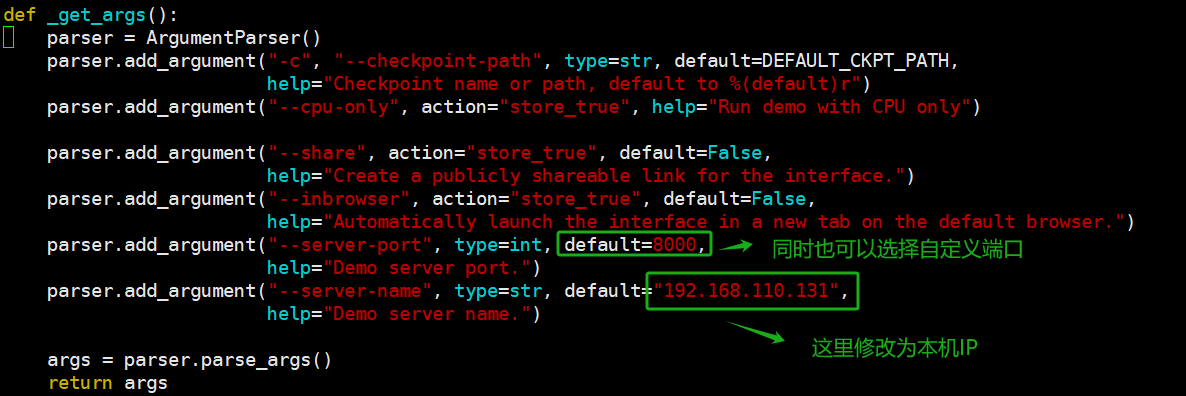 def _get_args():
    parser = ArgumentParser()
    parser.add_argument("-c", "--checkpoint-path", type=str, default=DEFAULT_CKPT_PATH,
                        help="Checkpoint name or path, default to %(default)r")
    parser.add_argument("--cpu-only", action="store_true", help="Run demo with CPU only")
    parser.add_argument("--share", action="store_true", default=False,
                        help="Create a publicly shareable link for the interface.")
    parser.add_argument("--inbrowser", action="store_true", default=False,
                        help="Automatically launch the interface in a new tab on the default browser.")
    parser.add_argument("--server-port", type=int, default=8000, 同时也可以选择自定义端口
                        help="Demo server port.")
    parser.add_argument("--server-name", type=str, default="192.168.110.131",
                        help="Demo server name.")
这里修改为本机IP
    args = parser.parse_args()
    return args